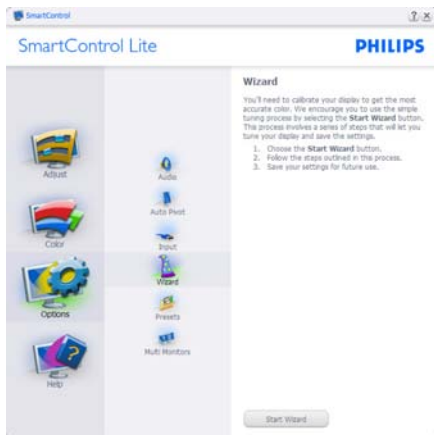 SmartControl
SmartControl Lite
PHILIPS
Adjust
Color
Options
Help
Audio
Auto Pivot
Input
Wizard
Presets
Multi Monitors
Wizard
You'll need to calibrate your display to get the most
accurate color. We encourage you to use the simple
tuning process by selecting the Start Wizard button.
This process involves a series of steps that will let you
tune your display and save the settings.
1. Choose the Start Wizard button.
2. Follow the steps outlined in this process.
3. Save your settings for future use.
Start Wizard